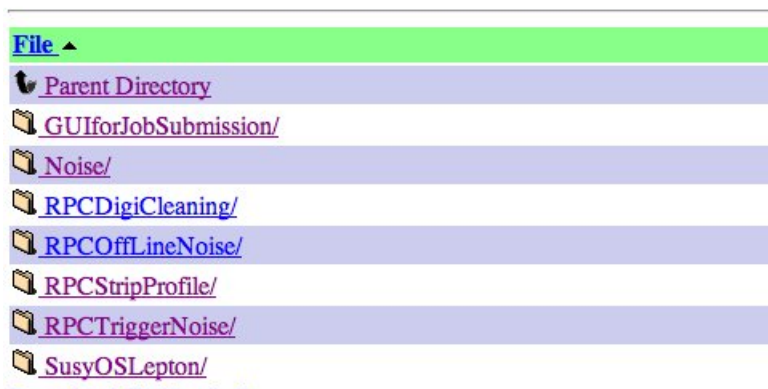 File
Parent Directory
GUIforJobSubmission/
Noise/
RPCDigiCleaning/
RPCOffLineNoise/
RPCStripProfile/
RPCTriggerNoise/
SusyOSLepton/